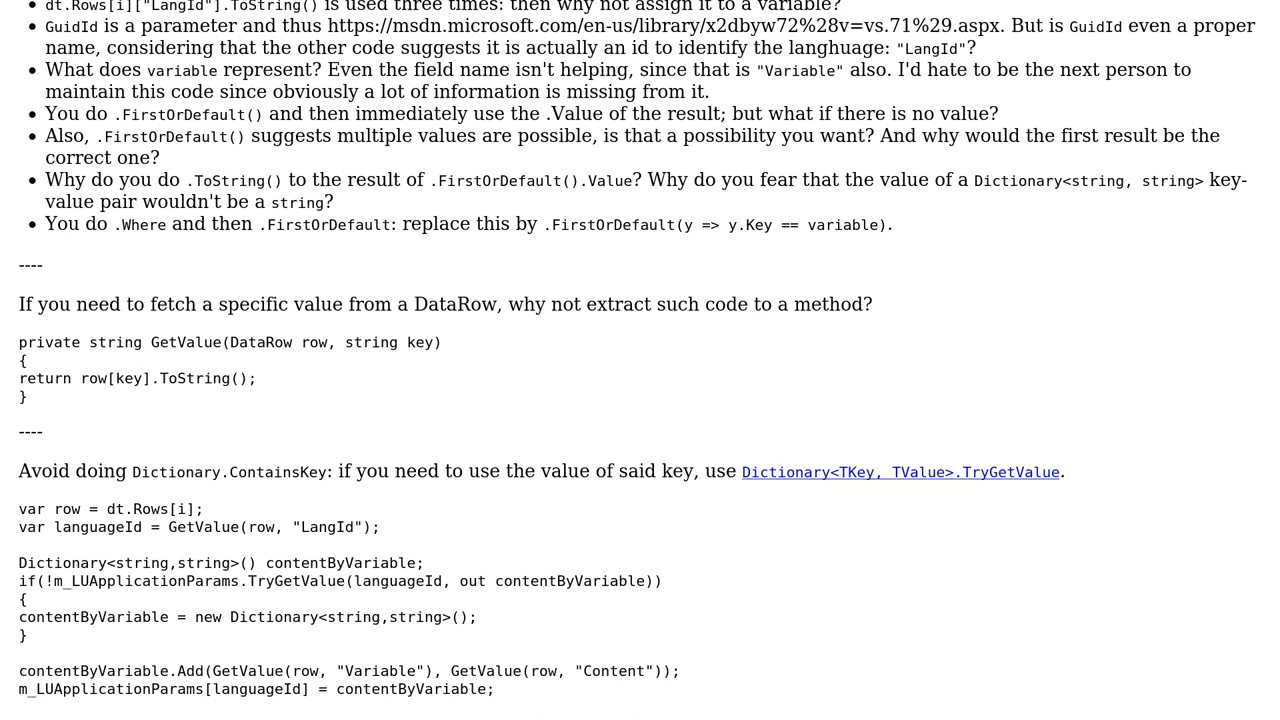 dt.Rows[i]["LangId"].ToString() is used three times: then why not assign it to a variable?
GuidId is a parameter and thus https://msdn.microsoft.com/en-us/library/x2dbyw72%28v=vs.71%29.aspx. But is GuidId even a proper
name, considering that the other code suggests it is actually an id to identify the langhuage: "LangId"?
What does variable represent? Even the field name isn't helping, since that is "Variable" also. I'd hate to be the next person to
maintain this code since obviously a lot of information is missing from it.
You do .FirstOrDefault() and then immediately use the .Value of the result; but what if there is no value?
Also, .FirstOrDefault() suggests multiple values are possible, is that a possibility you want? And why would the first result be the
correct one?
Why do you do .ToString() to the result of .FirstOrDefault().Value? Why do you fear that the value of a Dictionary<string, string> key-
value pair wouldn't be a string?
You do .Where and then .FirstOrDefault: replace this by .FirstOrDefault(y => y.Key == variable).
----
If you need to fetch a specific value from a DataRow, why not extract such code to a method?
private string GetValue(DataRow row, string key)
{
return row[key].ToString();
}
----
Avoid doing Dictionary.ContainsKey: if you need to use the value of said key, use Dictionary<TKey, TValue>.TryGetValue.
var row = dt.Rows[i];
var languageId = GetValue(row, "LangId");
Dictionary<string,string>() contentByVariable;
if(!m_LUApplicationParams.TryGetValue(languageId, out contentByVariable))
{
contentByVariable = new Dictionary<string,string>();
}
contentByVariable.Add(GetValue(row, "Variable"), GetValue(row, "Content"));
m_LUApplicationParams[languageId] = contentByVariable;